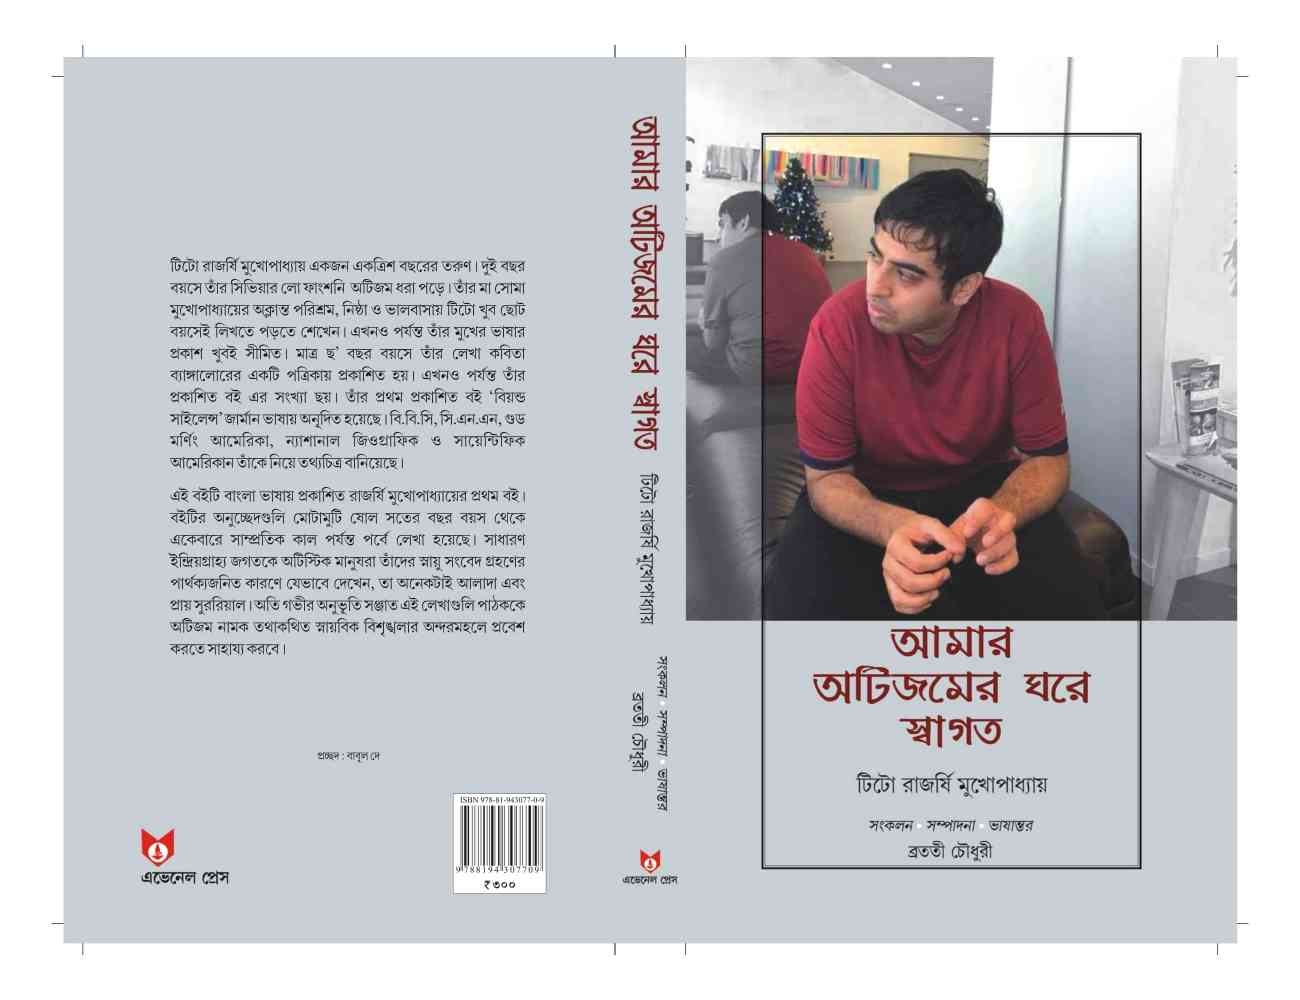 টিটো রাজর্ষি মুখোপাধ্যায় একজন একত্রিশ বছরের তরুণ। দুই বছর
বয়সে তাঁর সিভিয়ার লো ফাংশনি অটিজম ধরা পড়ে। তাঁর মা সোমা
মুখোপাধ্যায়ের অক্লান্ত পরিশ্রম, নিষ্ঠা ও ভালবাসায় টিটো খুব ছোট
বয়সেই লিখতে পড়তে শেখেন। এখনও পর্যন্ত তাঁর মুখের ভাষার
প্রকাশ খুবই সীমিত। মাত্র ছ’ বছর বয়সে তাঁর লেখা কবিতা
ব্যাঙ্গালোরের একটি পত্রিকায় প্রকাশিত হয়। এখনও পর্যন্ত তাঁর
প্রকাশিত বই এর সংখ্যা ছয়। তাঁর প্রথম প্রকাশিত বই ‘বিয়ন্ড
সাইলেন্স’ জার্মান ভাষায় অনূদিত হয়েছে। বি.বি.সি, সি.এন.এন, গুড
মর্ণিং আমেরিকা, ন্যাশানাল জিওগ্রাফিক ও সায়েন্টিফিক
আমেরিকান তাঁকে নিয়ে তথ্যচিত্র বানিয়েছে।
এই বইটি বাংলা ভাষায় প্রকাশিত রাজর্ষি মুখোপাধ্যায়ের প্রথম বই।
বইটির অনুচ্ছেদগুলি মোটামুটি ষোল সতের বছর বয়স থেকে
একেবারে সাম্প্রতিক কাল পর্যন্ত পর্বে লেখা হয়েছে। সাধারণ
ইন্দ্রিয়গ্রাহ্য জগতকে অটিস্টিক মানুষরা তাঁদের স্নায়ু সংবেদ গ্রহণের
পার্থক্যজনিত কারণে যেভাবে দেখেন, তা অনেকটাই আলাদা এবং
প্রায় সুররিয়াল। অতি গভীর অনুভূতি সঞ্জাত এই লেখাগুলি পাঠককে
অটিজম নামক তথাকথিত স্নায়বিক বিশৃঙ্খলার অন্দরমহলে প্রবেশ
করতে সাহায্য করবে।
প্রচ্ছদ : বাবুল দে
এভেনেল প্রেস
ISBN 978-81-943077-0-9
9 788194 307709
₹ ৩০০
আমার অটিজমের ঘরে স্বাগত
টিটো রাজর্ষি মুখোপাধ্যায়
সংকলন • সম্পাদনা • ভাষান্তর
ব্রততী চৌধুরী
এভেনেল প্রেস
আমার
অটিজমের ঘরে
স্বাগত
টিটো রাজর্ষি মুখোপাধ্যায়
সংকলন • সম্পাদনা • ভাষান্তর
ব্রততী চৌধুরী